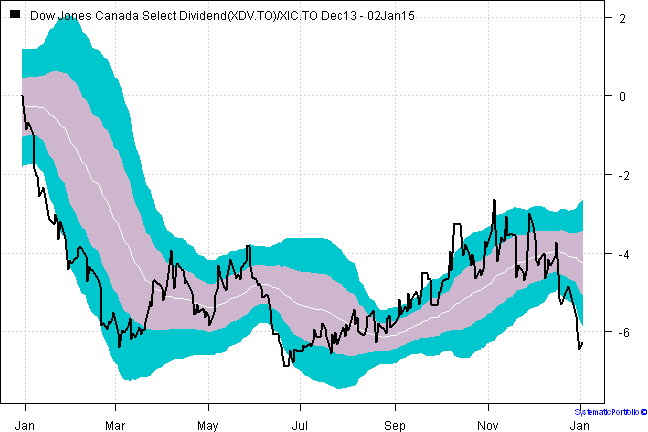 Dow Jones Canada Select Dividend(XDV.TO)/XIC.TO Dec13 - 02Jan15
2
0
-2
-4
-6
Jan Mar May Jul Sep Nov Jan
SystematicPortfolio ©